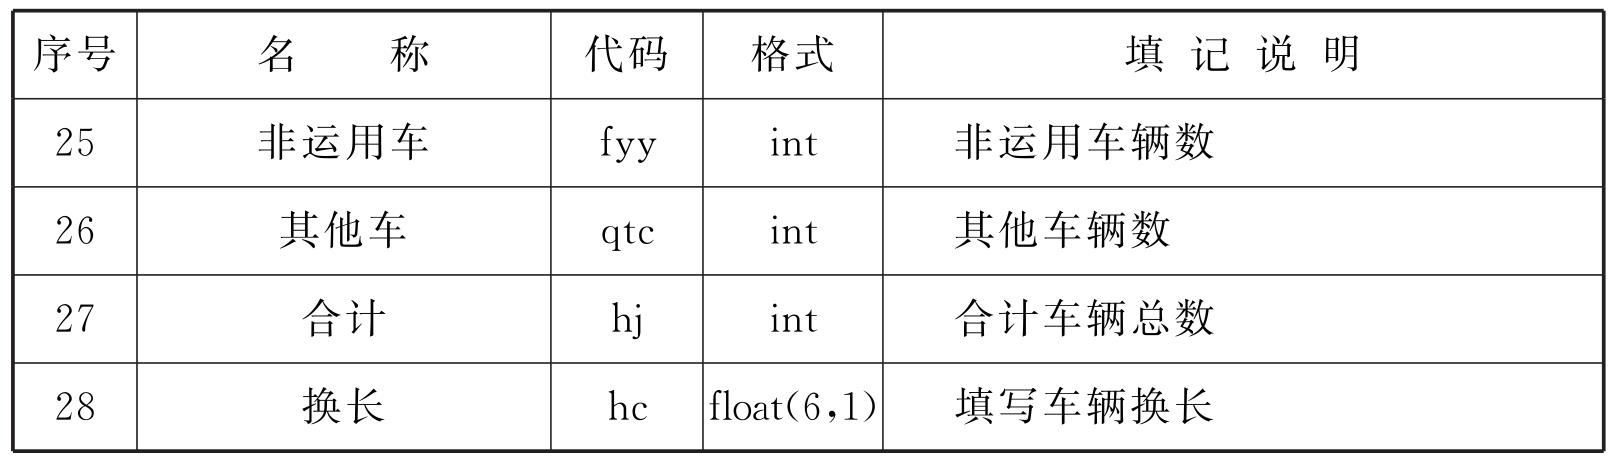 序号 名 称 代码 格式 填 记 说 明
25 非运用车 fyy int 非运用车辆数
26 其他车 qtc int 其他车辆数
27 合计 hj int 合计车辆总数
28 换长 hc float(6,1) 填写车辆换长